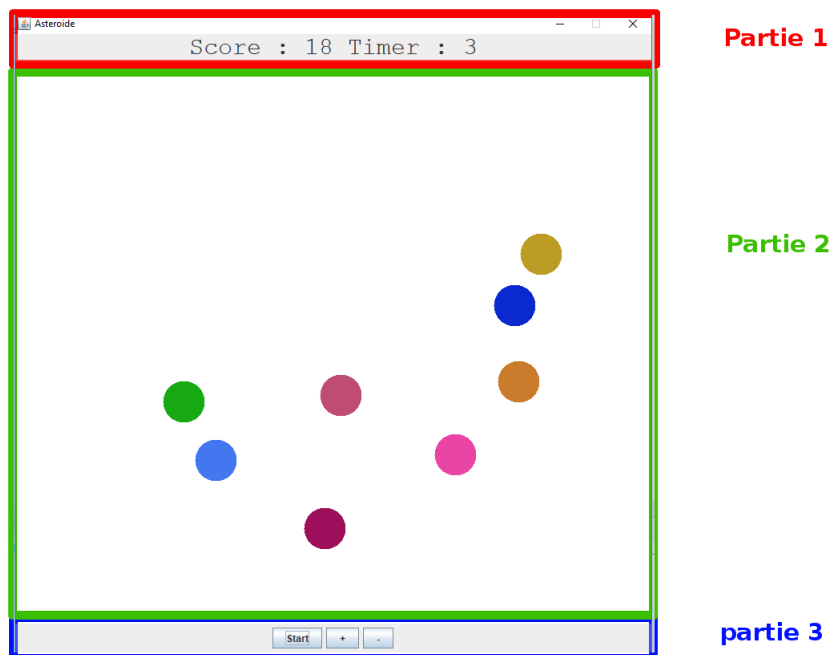 Asteroide
Score : 18 Timer : 3
Partie 1
Partie 2
Start + -
partie 3